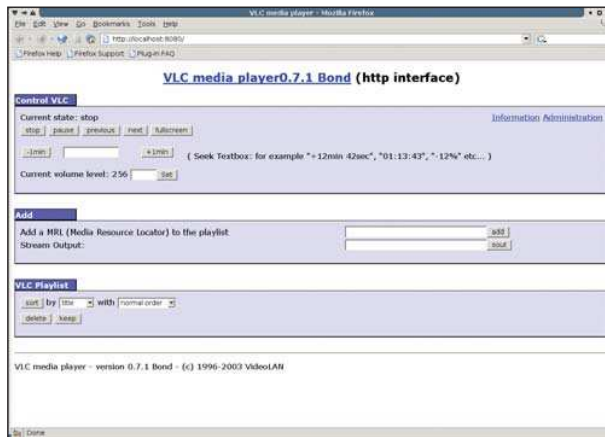 VLC media player - Mozilla Firefox
File Edit View Go Bookmarks Tools Help
http://localhost:8080/
Firefox Help Firefox Support Plug-in FAQ
VLC media player0.7.1 Bond (http interface)
Control VLC
Current state: stop
Information Administration
stop pause previous next fullscreen
-1min +1min ( Seek Textbox: for example "+12min 42sec", "01:13:43", "-12%" etc... )
Current volume level: 256 Set
Add
Add a MRL (Media Resource Locator) to the playlist add
Stream Output: sout
VLC Playlist
sort by title with normal order
delete keep
VLC media player - version 0.7.1 Bond - (c) 1996-2003 VideoLAN
Done